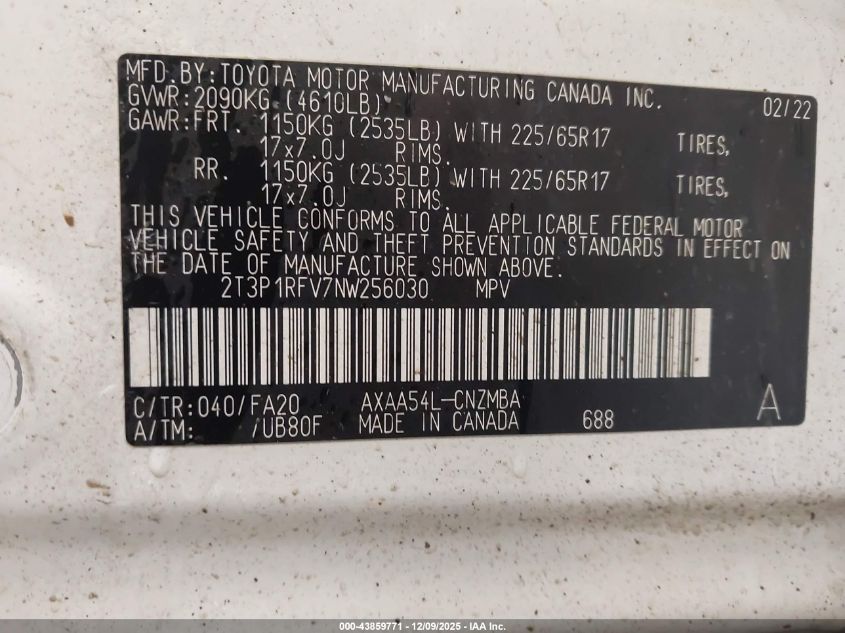 MFD.BY:TOYOTA MOTOR MANUFACTURING CANADA INC. 02/22
GVWR:2090KG (4610LB)
GAWR:FRT. 1150KG (2535LB) WITH 225/65R17 TIRES,
17x7.0J RIMS.
RR. 1150KG (2535LB) WITH 225/65R17 TIRES,
17x7.0J RIMS.
THIS VEHICLE CONFORMS TO ALL APPLICABLE FEDERAL MOTOR
VEHICLE SAFETY AND THEFT PREVENTION STANDARDS IN EFFECT ON
THE DATE OF MANUFACTURE SHOWN ABOVE.
2T3P1RFV7NW256030 MPV
C/TR:040/FA20 AXAA54L-CNZMBA A
A/TM: /UB80F MADE IN CANADA 688
000-43859771 - 12/09/2025 - IAA Inc.